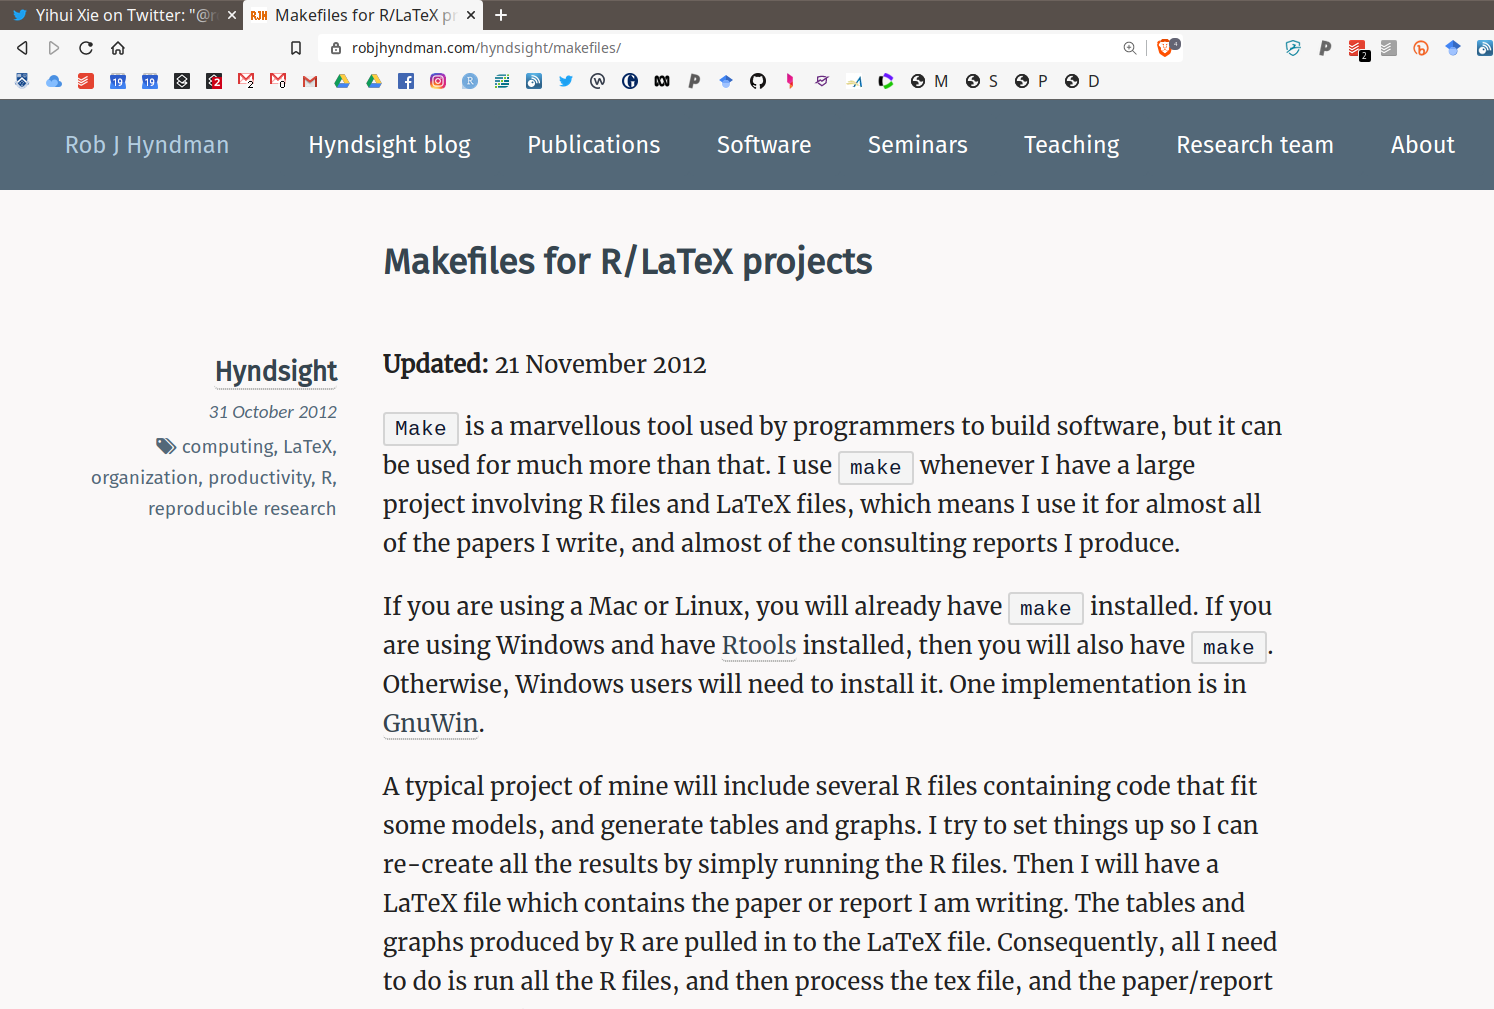 Yihui Xie on Twitter: "@r
Makefiles for R/LaTeX pr
robjhyndman.com/hyndsight/makefiles/
M S P D
Rob J Hyndman
Hyndsight blog
Publications
Software
Seminars
Teaching
Research team
About
Makefiles for R/LaTeX projects
Hyndsight
31 October 2012
computing, LaTeX,
organization, productivity, R,
reproducible research
Updated: 21 November 2012
Make is a marvellous tool used by programmers to build software, but it can
be used for much more than that. I use make whenever I have a large
project involving R files and LaTeX files, which means I use it for almost all
of the papers I write, and almost of the consulting reports I produce.
If you are using a Mac or Linux, you will already have make installed. If you
are using Windows and have Rtools installed, then you will also have make.
Otherwise, Windows users will need to install it. One implementation is in
GnuWin.
A typical project of mine will include several R files containing code that fit
some models, and generate tables and graphs. I try to set things up so I can
re-create all the results by simply running the R files. Then I will have a
LaTeX file which contains the paper or report I am writing. The tables and
graphs produced by R are pulled in to the LaTeX file. Consequently, all I need
to do is run all the R files, and then process the tex file, and the paper/report